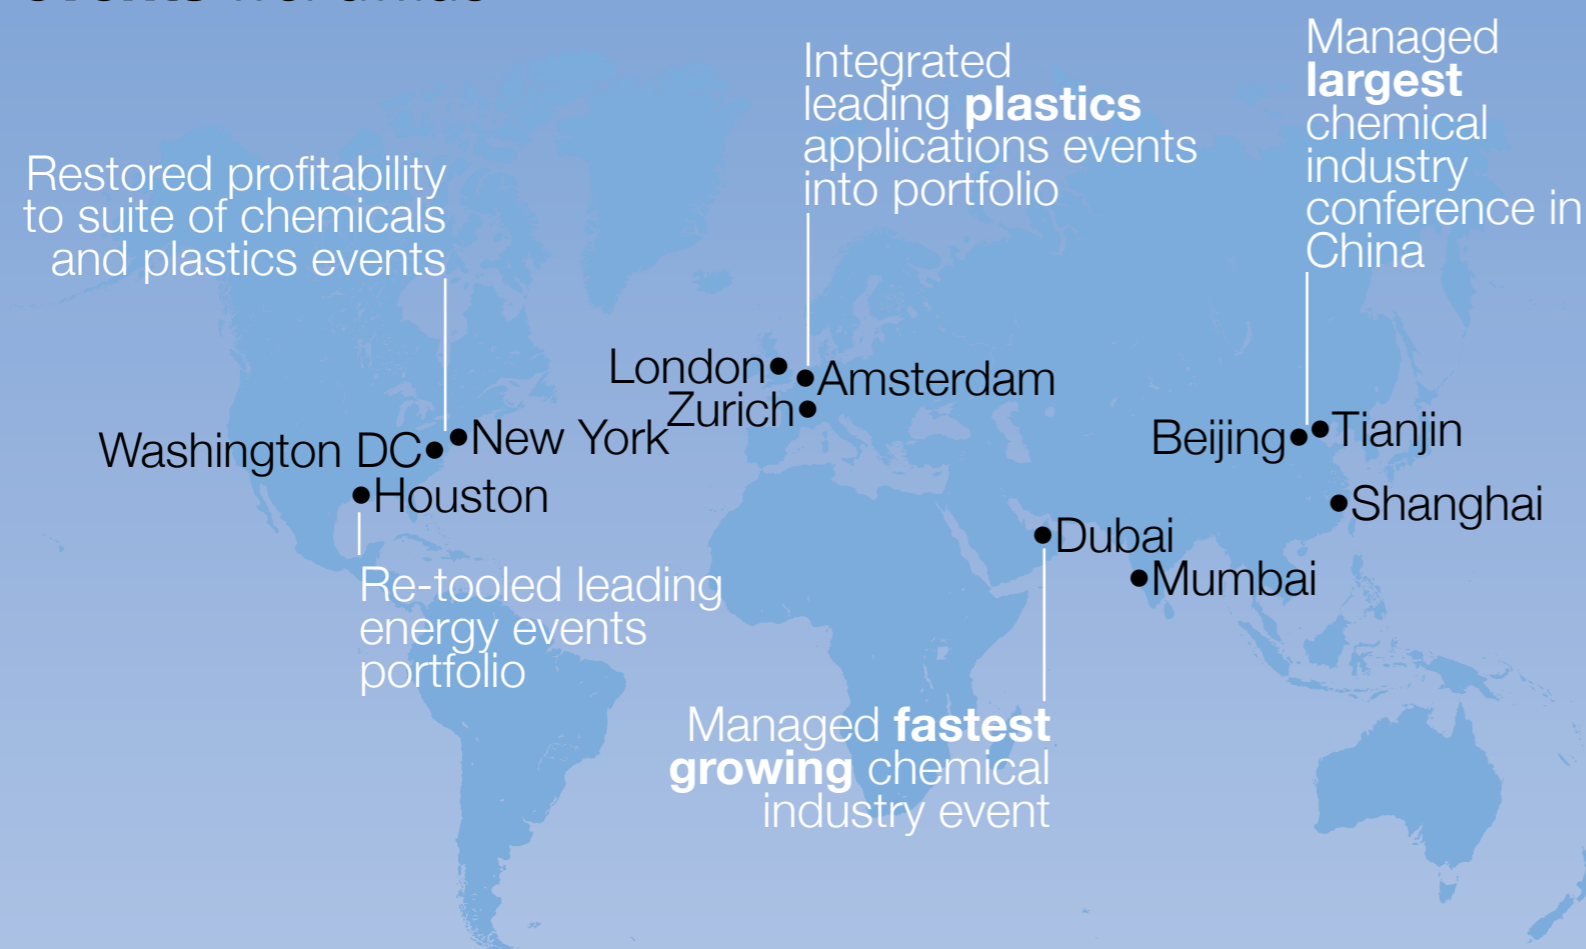 events worldwide
Restored profitability
to suite of chemicals
and plastics events
Integrated
leading plastics
applications events
into portfolio
Managed
largest
chemical
industry
conference in
China
London
Amsterdam
Zurich
Washington DC
New York
Houston
Beijing
Tianjin
Shanghai
Dubai
Mumbai
Re-tooled leading
energy events
portfolio
Managed fastest
growing chemical
industry event